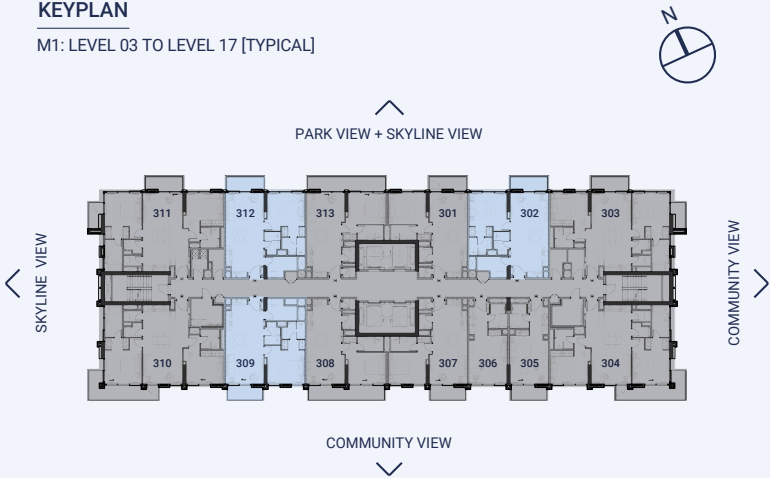 KEYPLAN
M1: LEVEL 03 TO LEVEL 17 [TYPICAL]
N
PARK VIEW + SKYLINE VIEW
311
312
313
301
302
303
SKYLINE VIEW
COMMUNITY VIEW
310
309
308
307
306
305
304
COMMUNITY VIEW